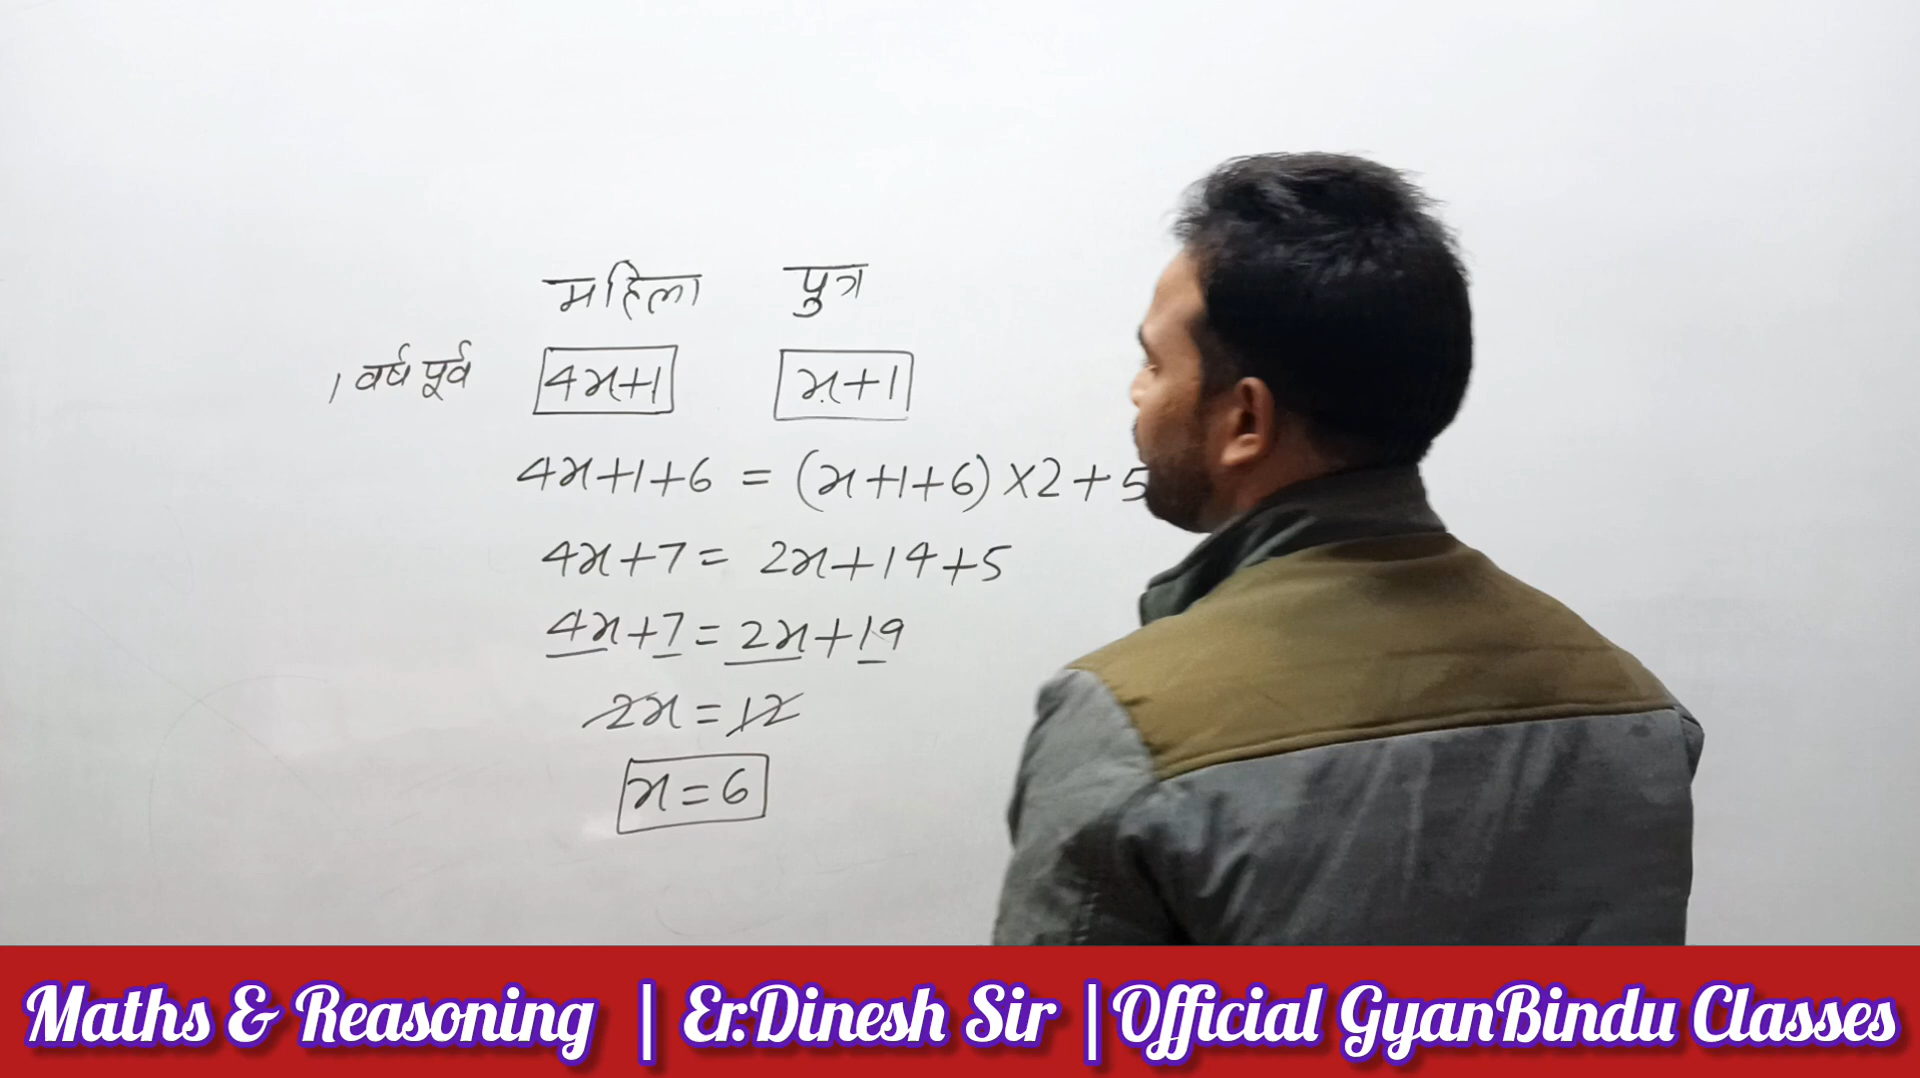 महिला पुत्र
1 वर्ष पूर्व 4x+1 x+1
4x+1+6 = (x+1+6)×2+5
4x+7 = 2x+14+5
4x+7 = 2x+19
2x = 12
x = 6
Maths & Reasoning | Er.Dinesh Sir | Official GyanBindu Classes